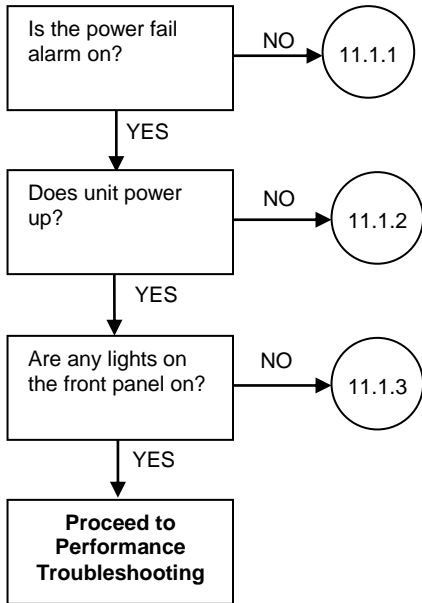 Is the power fail
alarm on?
NO
11.1.1
YES
Does unit power
up?
NO
11.1.2
YES
Are any lights on
the front panel on?
NO
11.1.3
YES
Proceed to
Performance
Troubleshooting